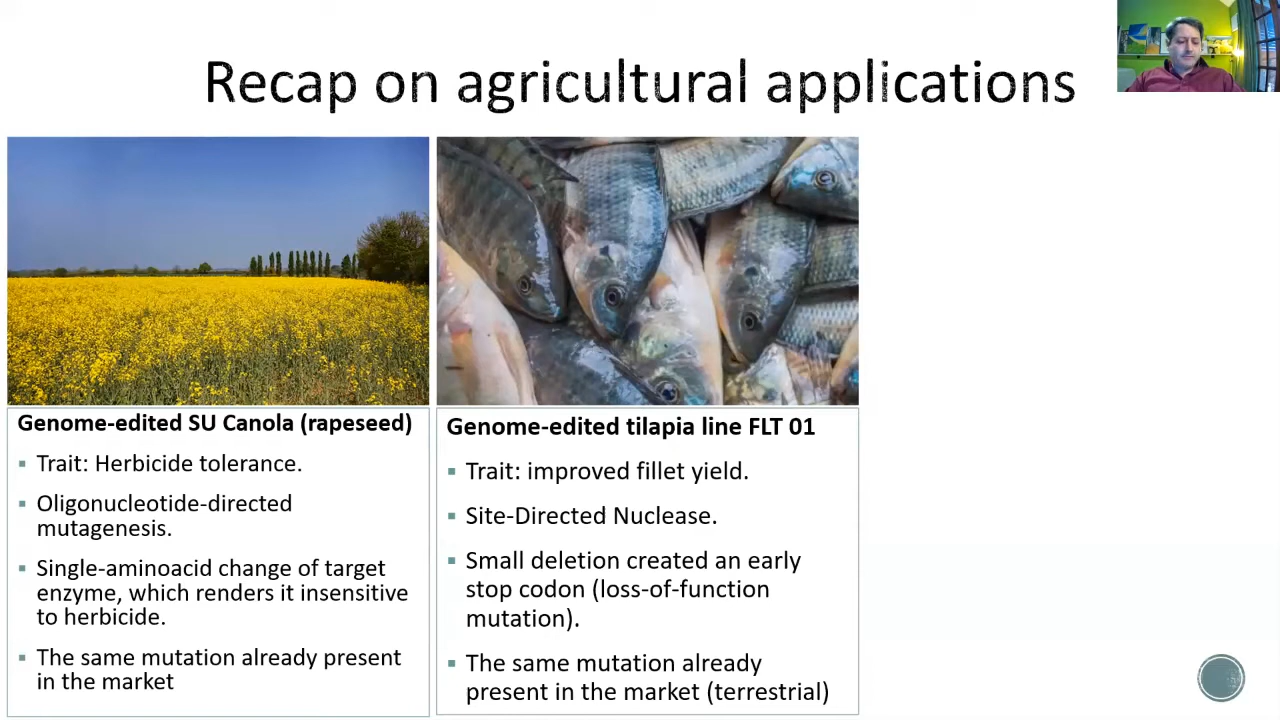 Recap on agricultural applications
Genome-edited SU Canola (rapeseed)
Trait: Herbicide tolerance.
Oligonucleotide-directed
mutagenesis.
Single-aminoacid change of target
enzyme, which renders it insensitive
to herbicide.
The same mutation already present
in the market
Genome-edited tilapia line FLT 01
Trait: improved fillet yield.
Site-Directed Nuclease.
Small deletion created an early
stop codon (loss-of-function
mutation).
The same mutation already
present in the market (terrestrial)